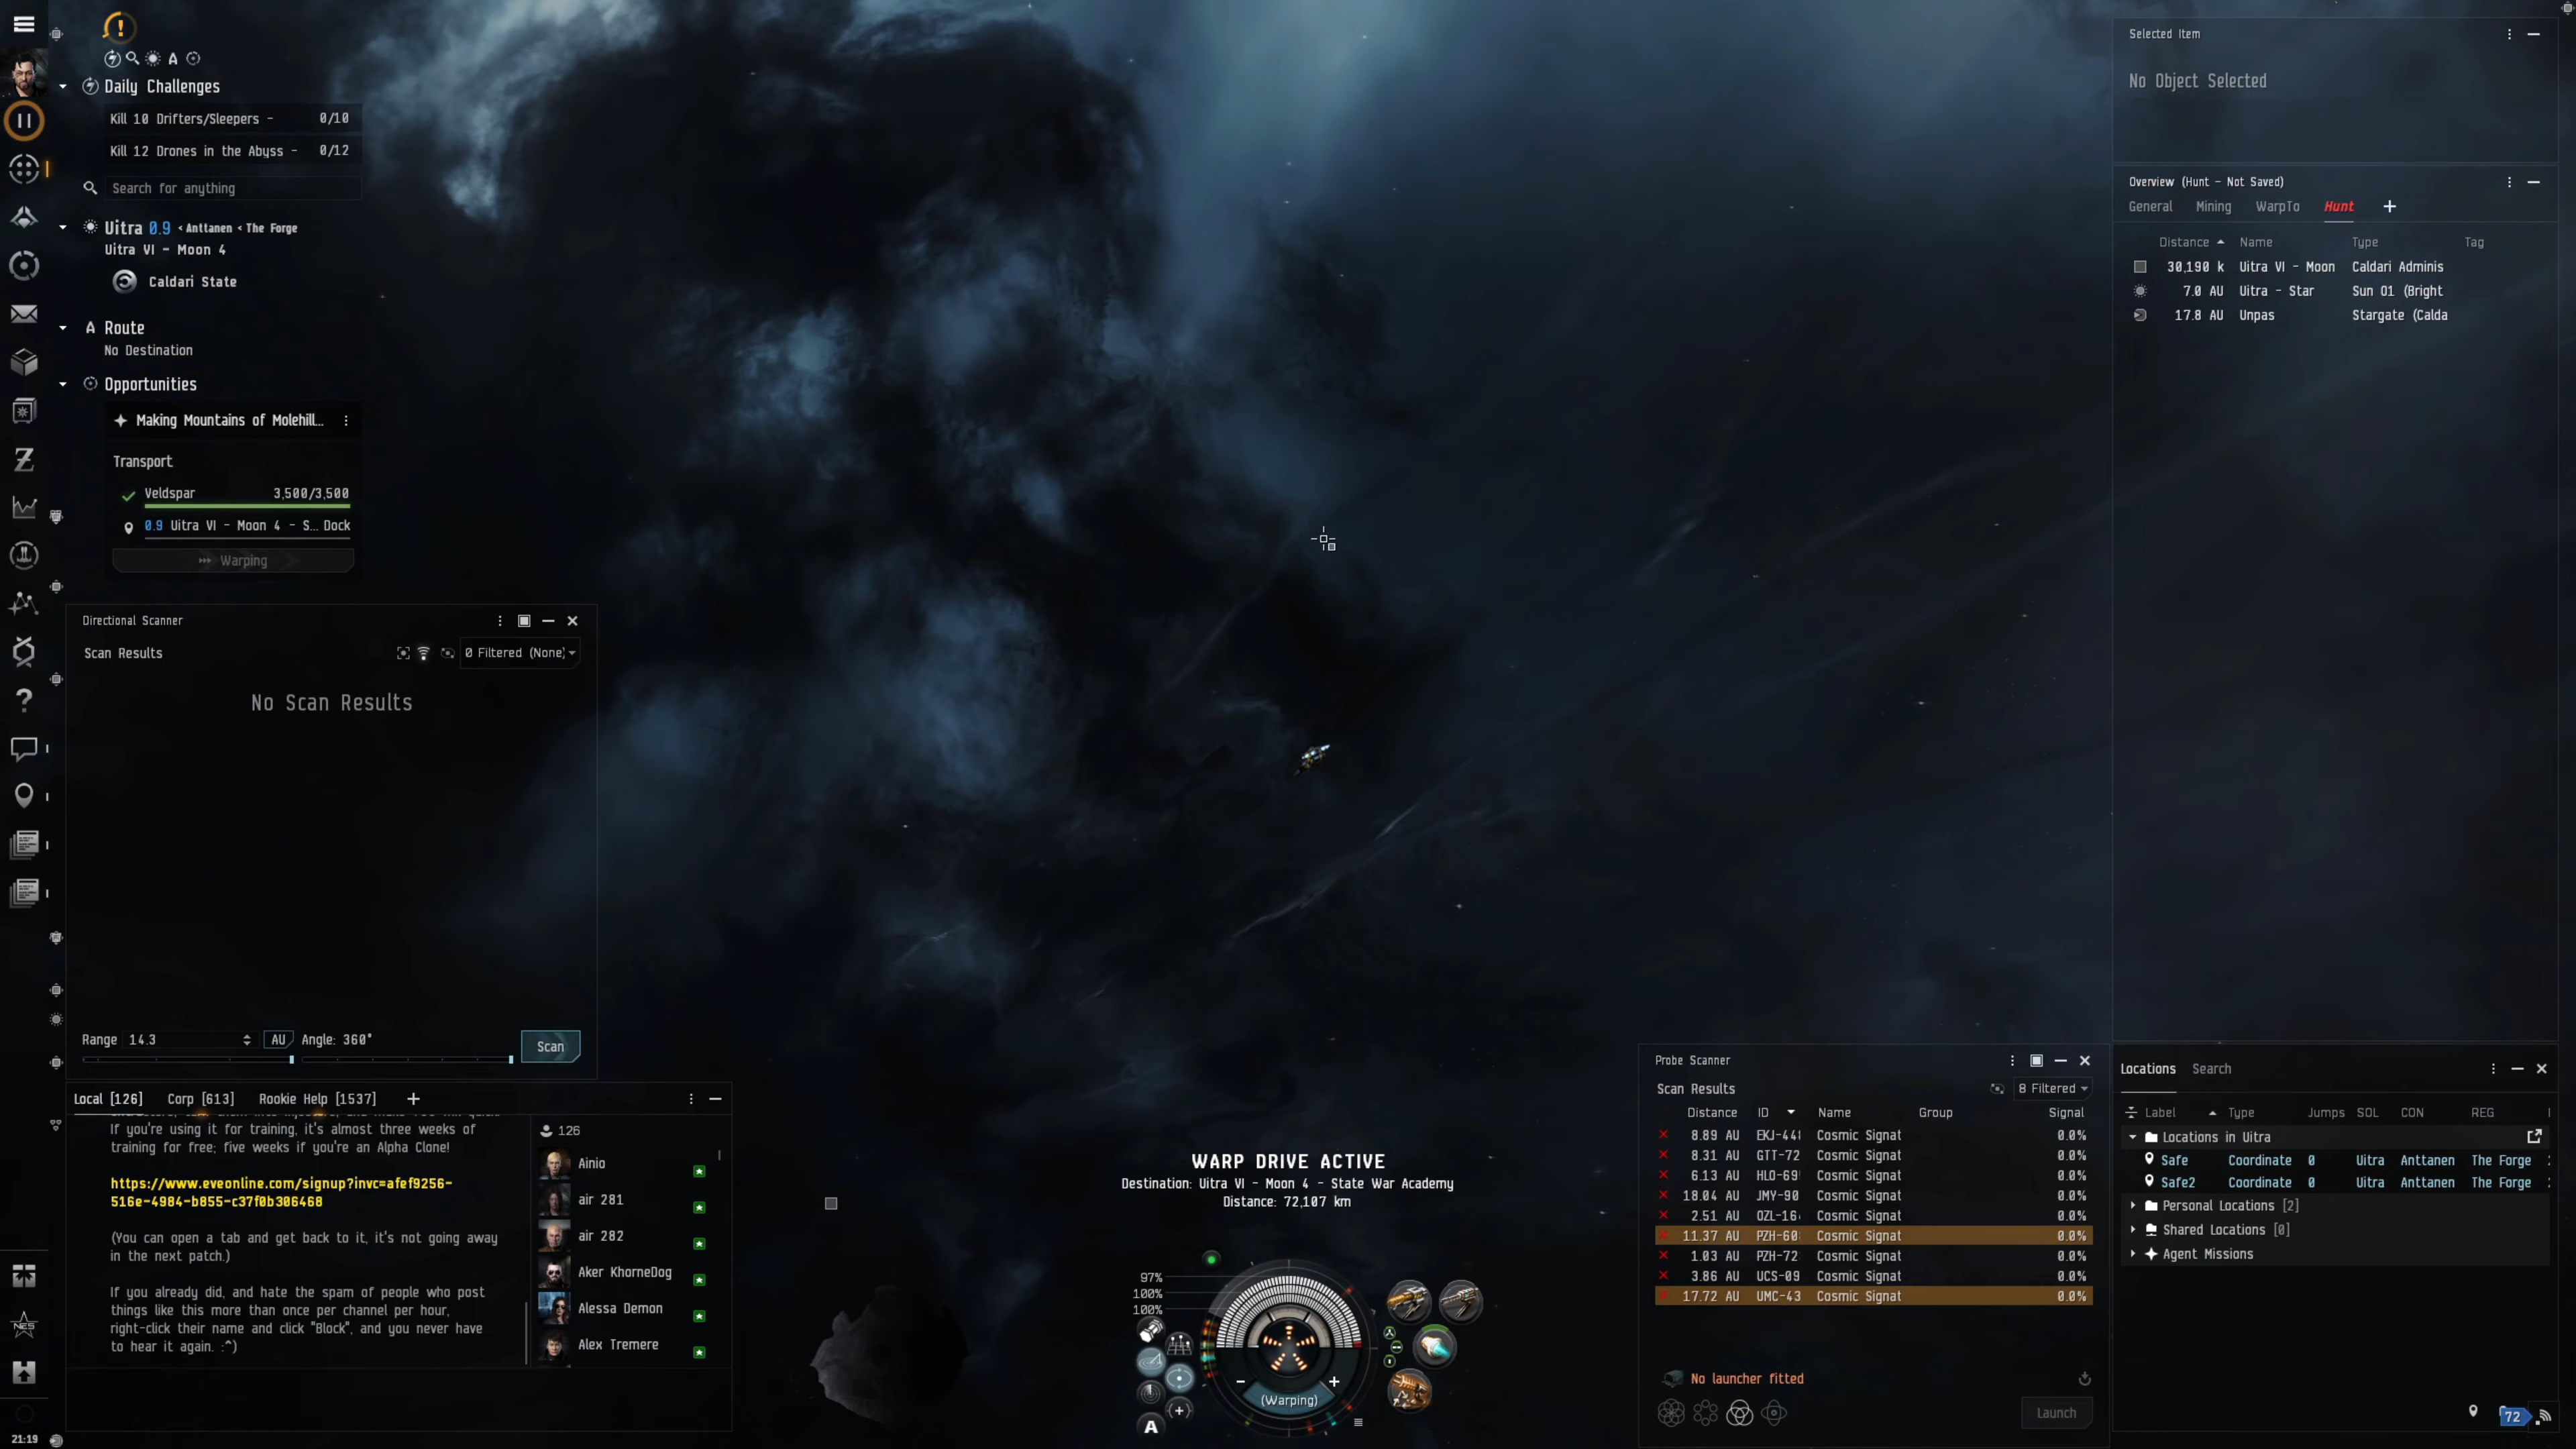 Daily Challenges
Kill 10 Drifters/Sleepers - 0/10
Kill 12 Drones in the Abyss - 0/12
Search for anything
Uitra 0.9 < Anttanen < The Forge
Uitra VI - Moon 4
Caldari State
A Route
No Destination
Opportunities
Making Mountains of Molehill...
Transport
Veldspar 3,500/3,500
0.9 Uitra VI - Moon 4 - S... Dock
Warping
Directional Scanner
Scan Results 0 Filtered (None)
No Scan Results
Range 14.3 AU Angle: 360° Scan
Local [126] Corp [613] Rookie Help [1537] +
If you're using it for training, it's almost three weeks of
training for free; five weeks if you're an Alpha Clone!
https://www.eveonline.com/signup?invc=afef9256-
516e-4984-b855-c37f0b306468
(You can open a tab and get back to it, it's not going away
in the next patch.)
If you already did, and hate the spam of people who post
things like this more than once per channel per hour,
right-click their name and click "Block", and you never have
to hear it again. :^)
126
Ainio
air 281
air 282
Aker KhorneDog
Alessa Demon
Alex Tremere
21:19
WARP DRIVE ACTIVE
Destination: Uitra VI - Moon 4 - State War Academy
Distance: 72,107 km
97%
100%
100%
(Warping)
A
Selected Item
No Object Selected
Overview (Hunt - Not Saved)
General Mining WarpTo Hunt +
Distance Name Type Tag
30,190 k Uitra VI - Moon Caldari Adminis
7.0 AU Uitra - Star Sun O1 (Bright
17.8 AU Unpas Stargate (Calda
Probe Scanner
Scan Results 8 Filtered
Distance ID Name Group Signal
8.89 AU EKJ-44 Cosmic Signat 0.0%
8.31 AU GTT-72 Cosmic Signat 0.0%
6.13 AU HLO-69 Cosmic Signat 0.0%
18.04 AU JMY-90 Cosmic Signat 0.0%
2.51 AU OZL-16 Cosmic Signat 0.0%
11.37 AU PZH-60 Cosmic Signat 0.0%
1.03 AU PZH-72 Cosmic Signat 0.0%
3.86 AU UCS-09 Cosmic Signat 0.0%
17.72 AU UMC-43 Cosmic Signat 0.0%
No launcher fitted
Launch
Locations Search
Label Type Jumps SOL CON REG
Locations in Uitra
Safe Coordinate 0 Uitra Anttanen The Forge
Safe2 Coordinate 0 Uitra Anttanen The Forge
Personal Locations [2]
Shared Locations [0]
Agent Missions
72